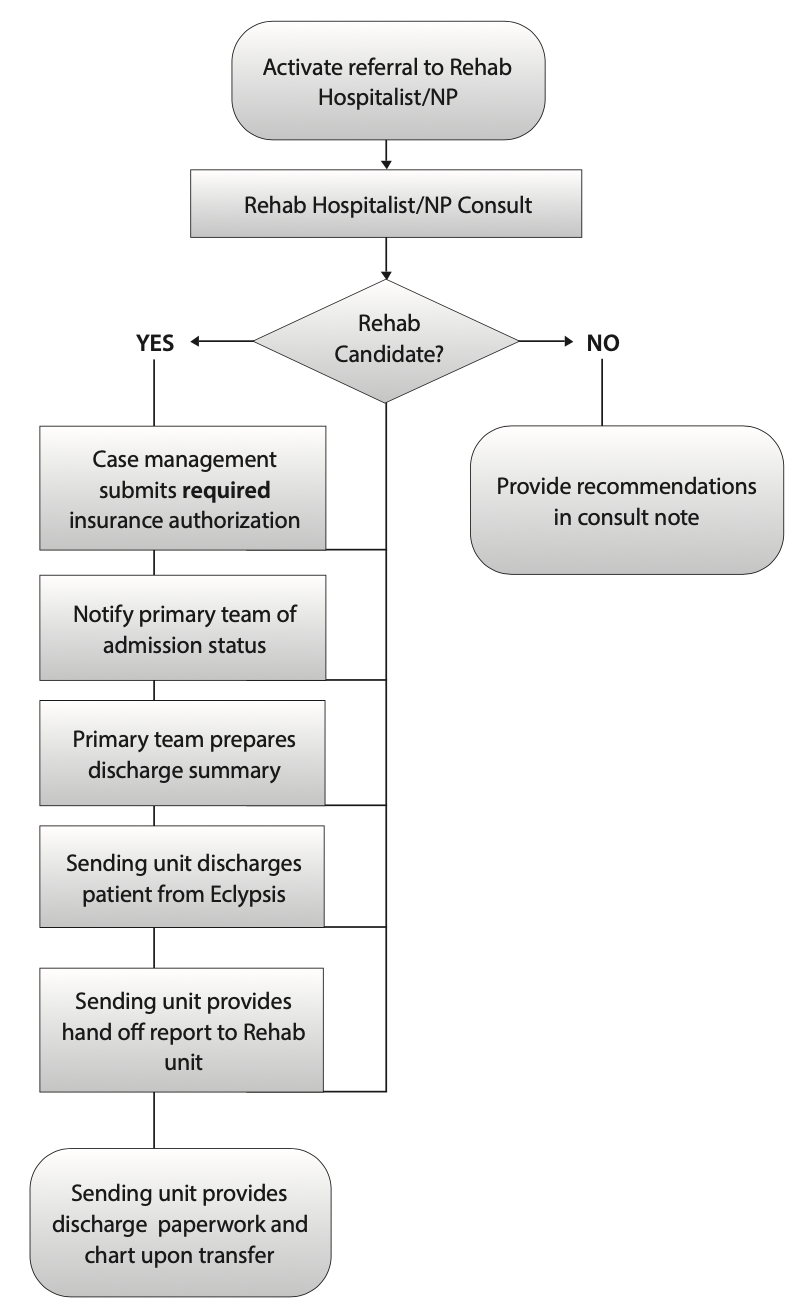 Activate referral to Rehab
Hospitalist/NP
Rehab Hospitalist/NP Consult
Rehab
Candidate?
YES
NO
Case management
submits required
insurance authorization
Provide recommendations
in consult note
Notify primary team of
admission status
Primary team prepares
discharge summary
Sending unit discharges
patient from Eclypsis
Sending unit provides
hand off report to Rehab
unit
Sending unit provides
discharge paperwork and
chart upon transfer